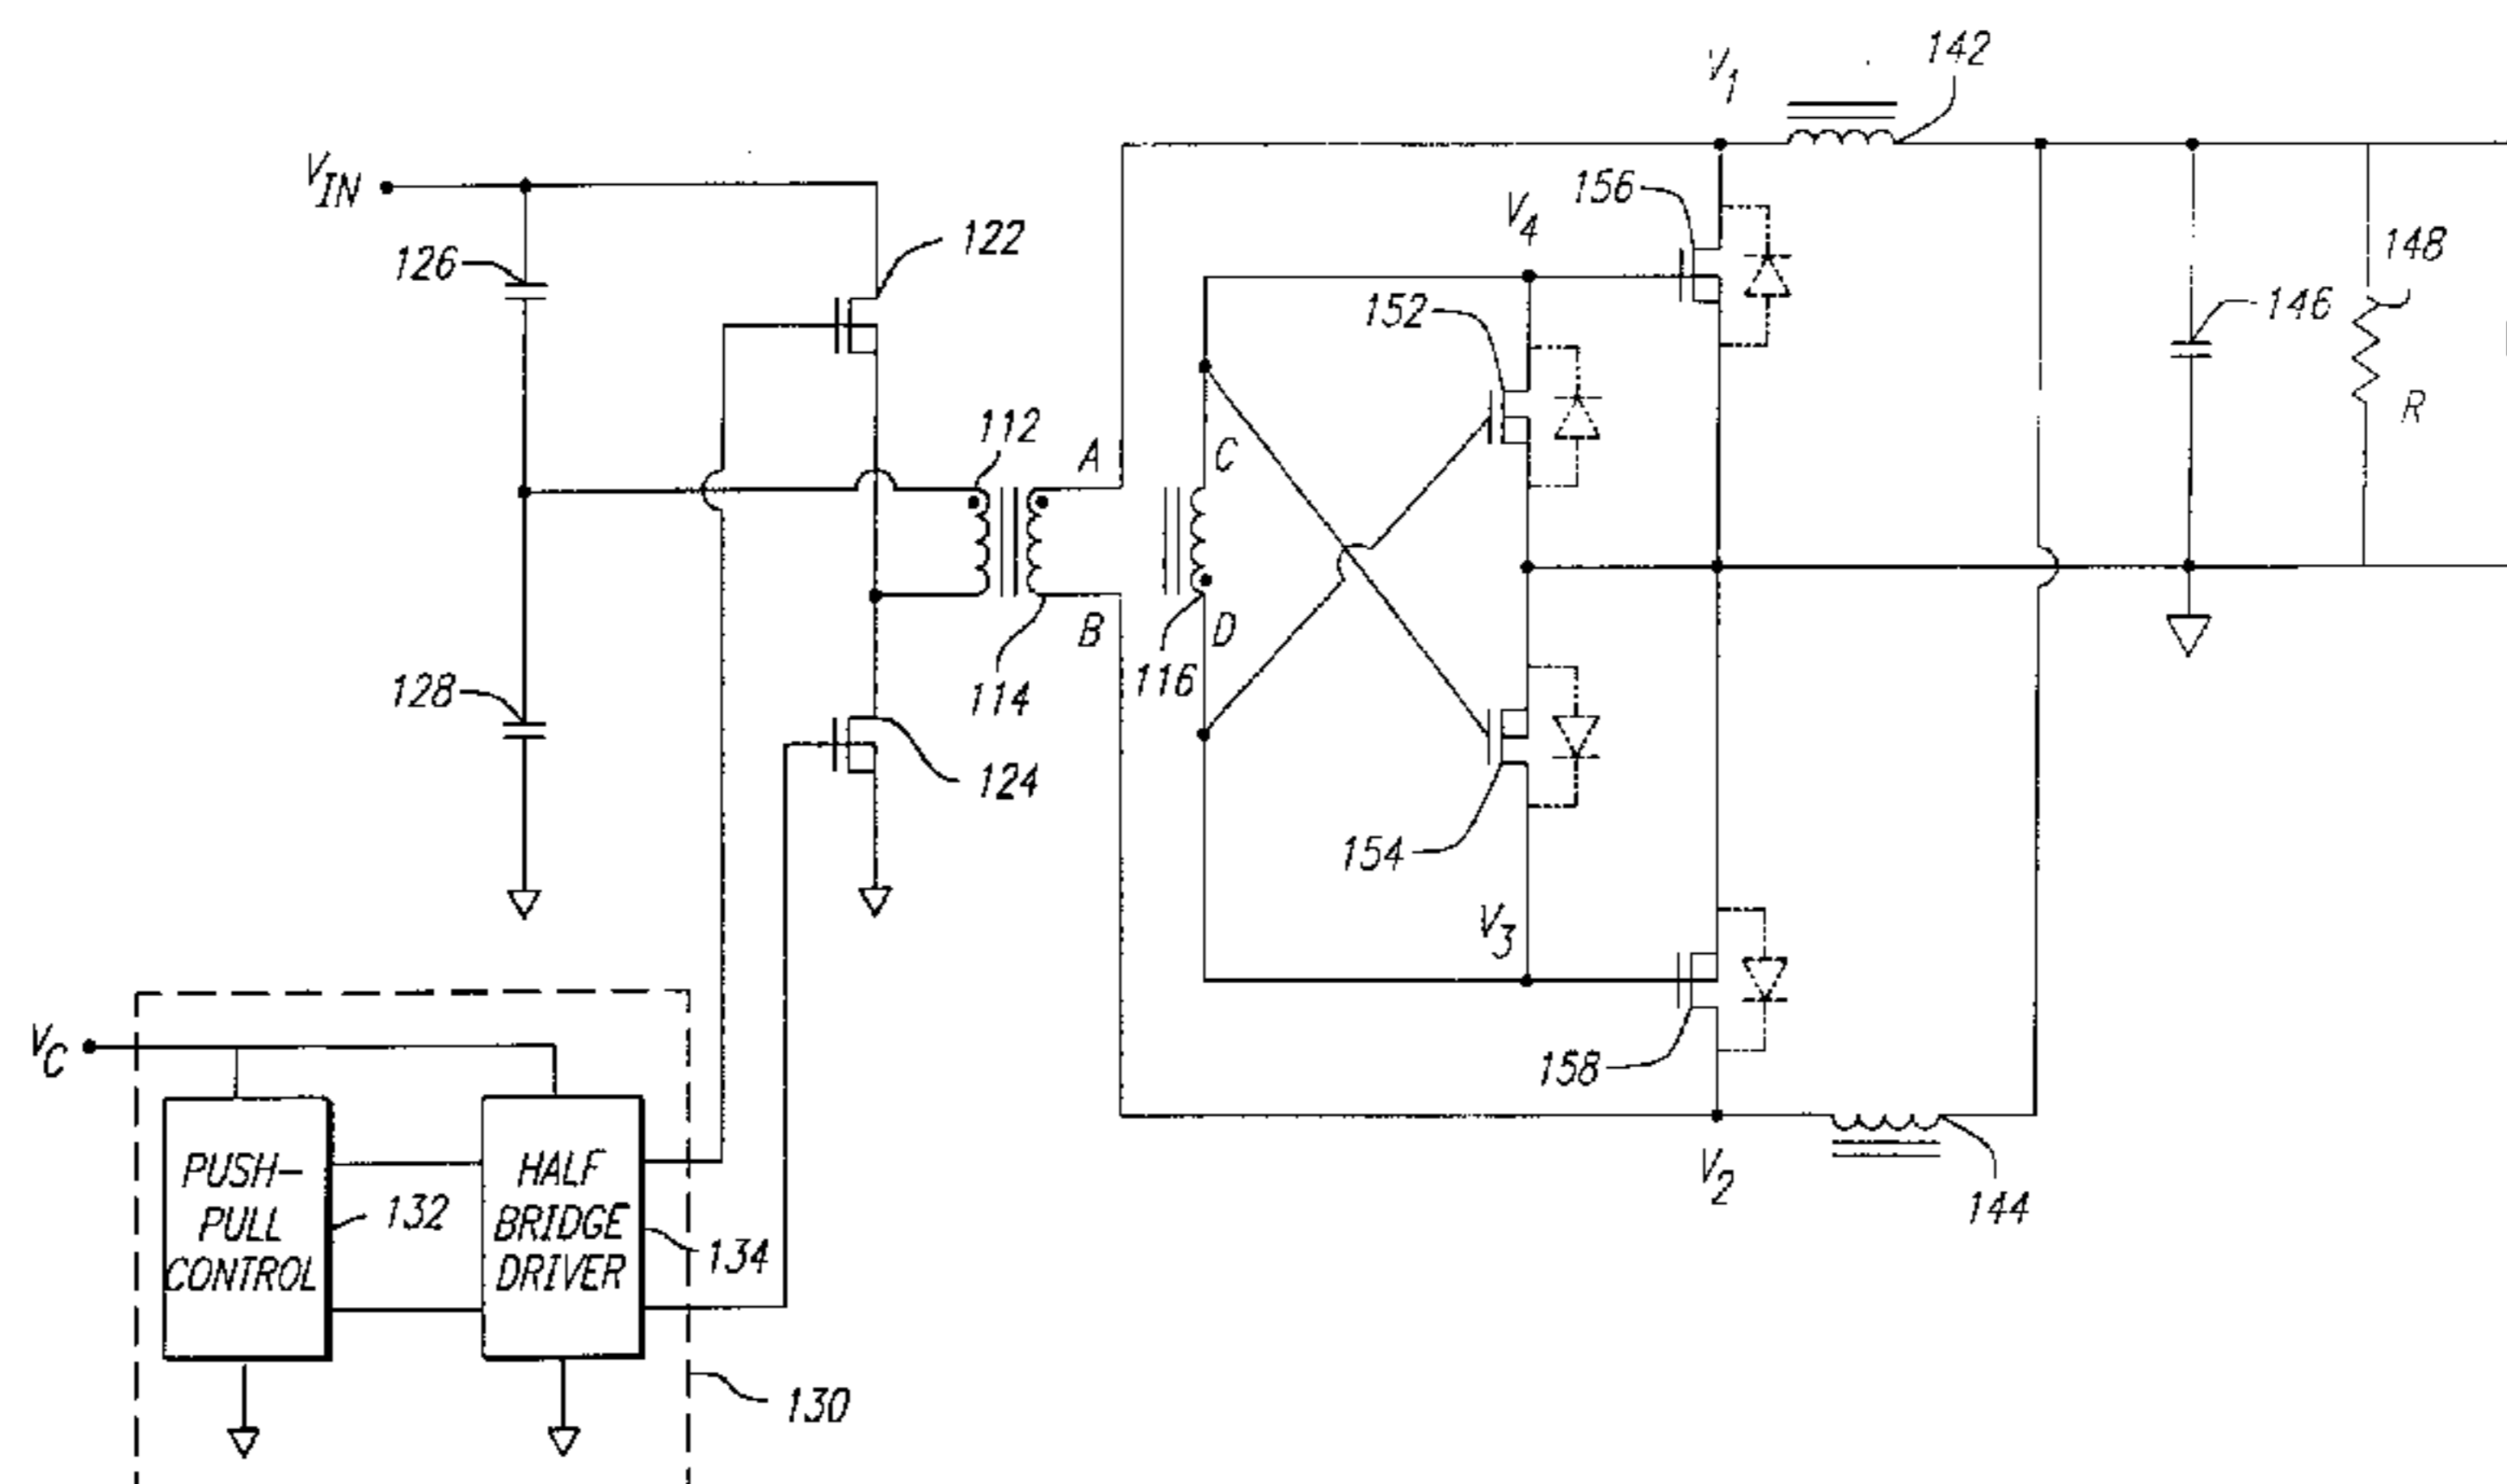 142
V1
156
VIN
V4
122
148
126
152
146
112
A
C
R
B
D
116
128
114
124
154
V3
VC
158
PUSH-
PULL
CONTROL
132
HALF
BRIDGE
DRIVER
134
V2
144
130